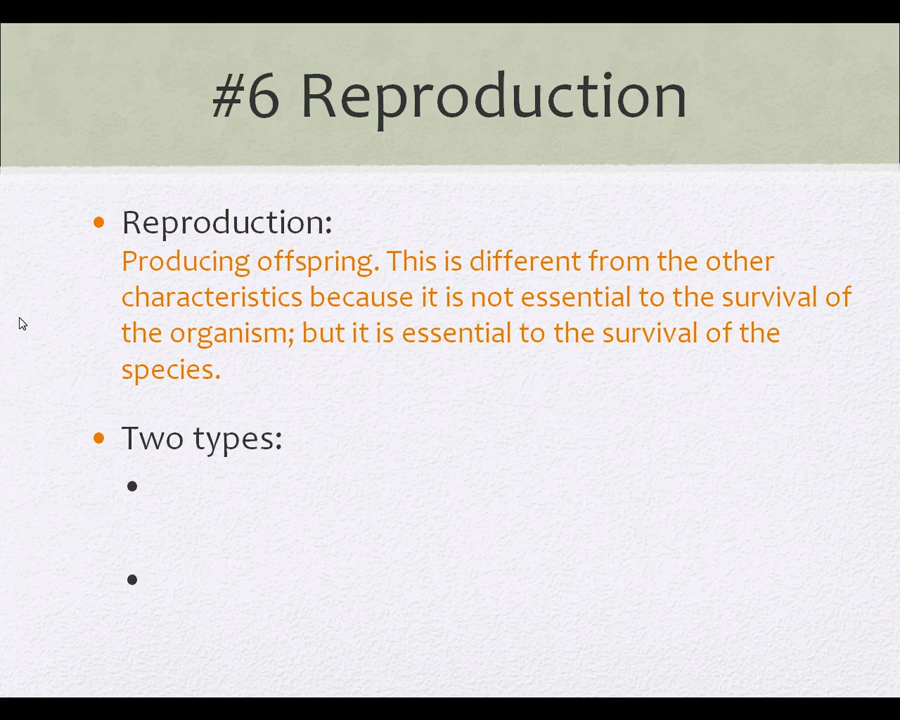 #6 Reproduction
• Reproduction:
Producing offspring. This is different from the other
characteristics because it is not essential to the survival of
the organism; but it is essential to the survival of the
species.
• Two types:
•
•